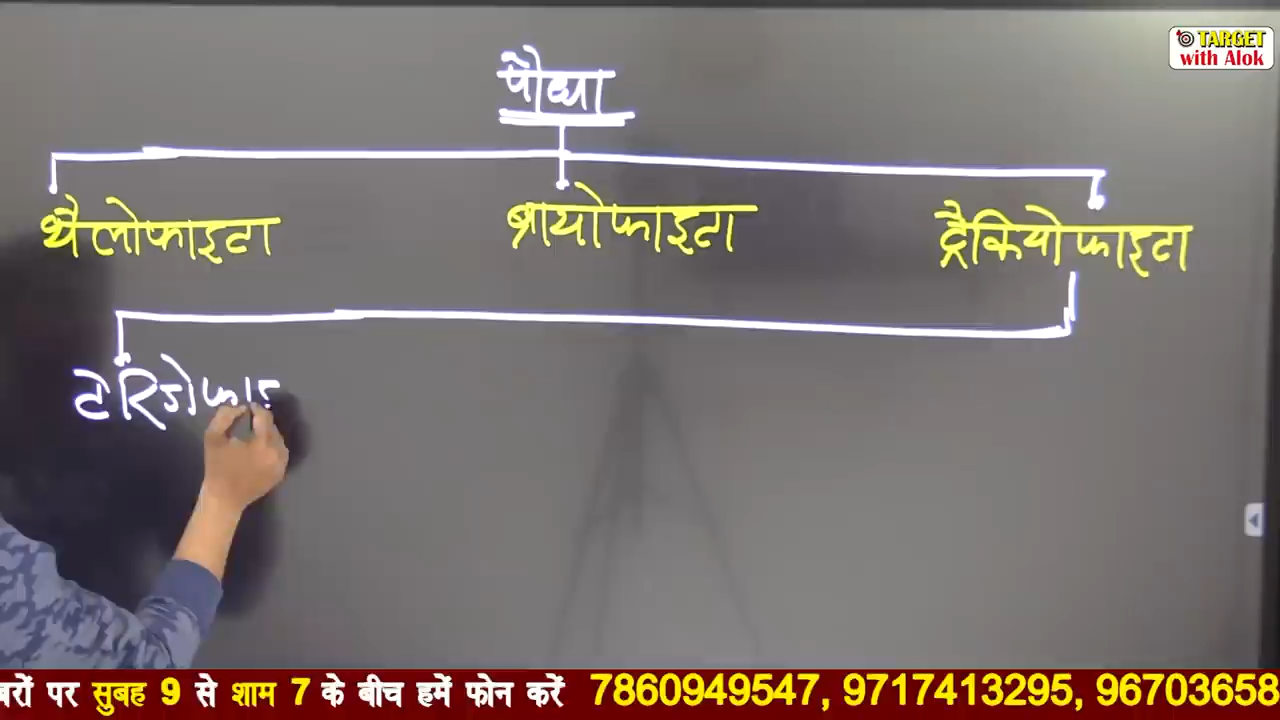 TARGET
with Alok
पौधा
थैलोफाइटा ब्रायोफाइटा ट्रैकियोफाइटा
टेरिडोफाइ
बरों पर सुबह 9 से शाम 7 के बीच हमें फोन करें 7860949547, 9717413295, 96703658